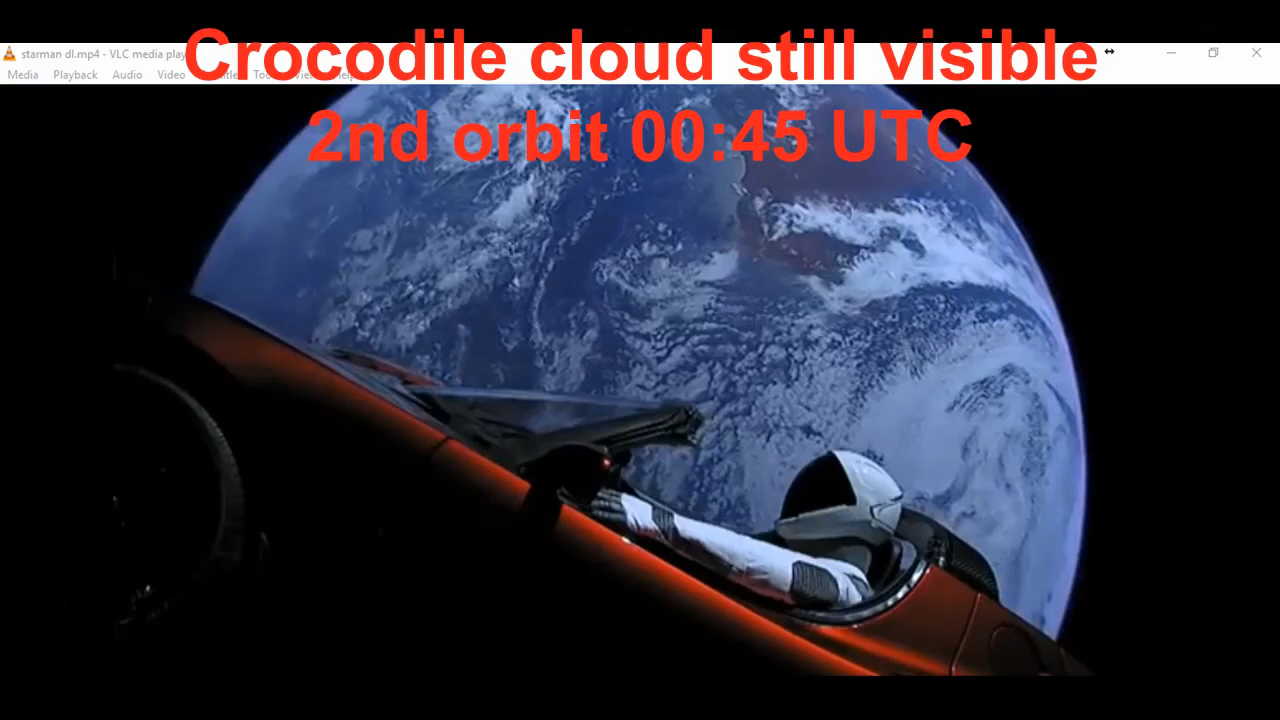 Crocodile cloud still visible
starman dl.mp4 - VLC media play
Media Playback Audio Video
2nd orbit 00:45 UTC